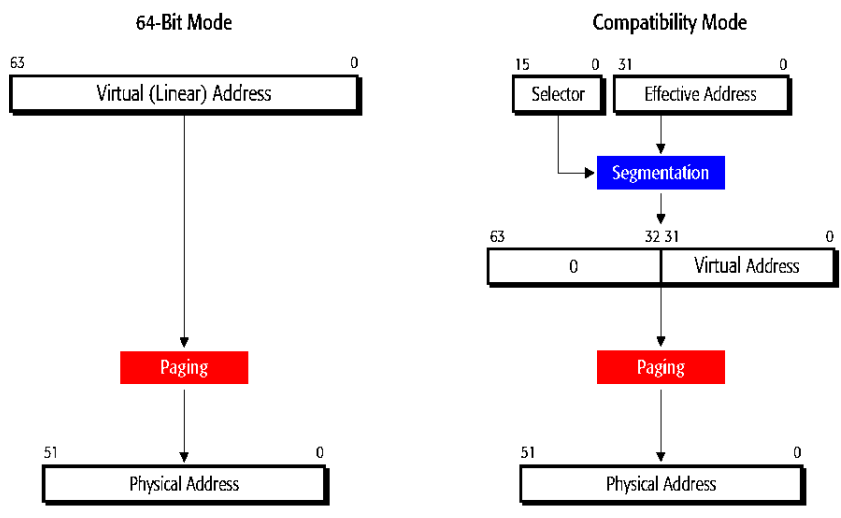 64-Bit Mode
63 0
Virtual (Linear) Address
Paging
51 0
Physical Address
Compatibility Mode
15 0 31 0
Selector Effective Address
Segmentation
63 32 31 0
0 Virtual Address
Paging
51 0
Physical Address